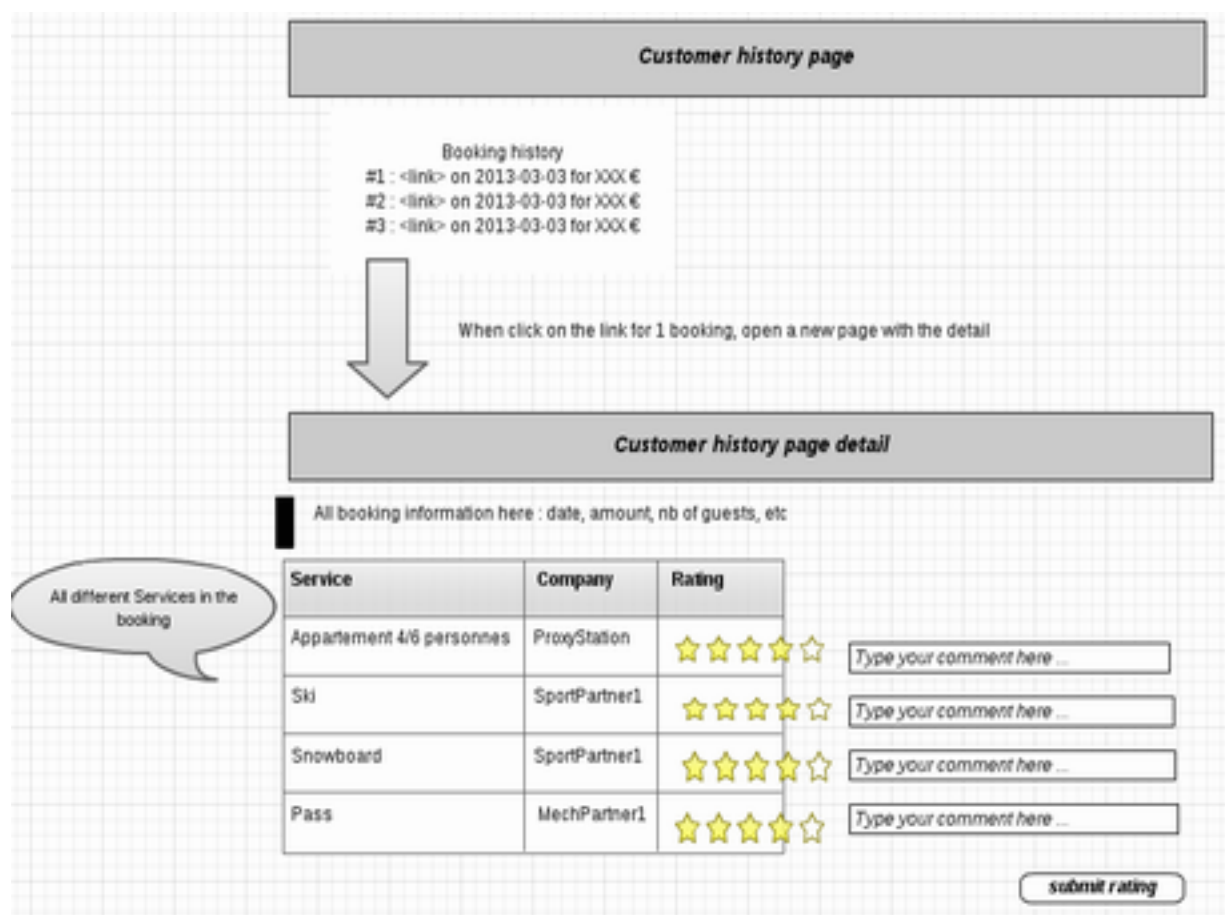 Customer history page
Booking history
#1 : <link> on 2013-03-03 for XXX €
#2 : <link> on 2013-03-03 for XXX €
#3 : <link> on 2013-03-03 for XXX €
When click on the link for 1 booking, open a new page with the detail
Customer history page detail
All booking information here : date, amount, nb of guests, etc
All different Services in the
booking
Service Company Rating
Appartement 4/6 personnes ProxyStation
Type your comment here ...
Ski SportPartner1
Type your comment here ...
Snowboard SportPartner1
Type your comment here ...
Pass MechPartner1
Type your comment here ...
submit rating